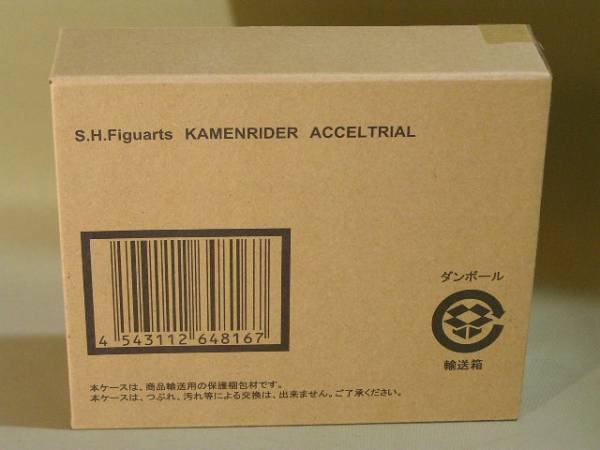 S.H.Figuarts KAMENRIDER ACCELTRIAL
4 543112 648167
ダンボール
輸送箱
本ケースは、商品輸送用の保護梱包材です。
本ケースは、つぶれ、汚れ等による交換は、出来ません。ご了承ください。